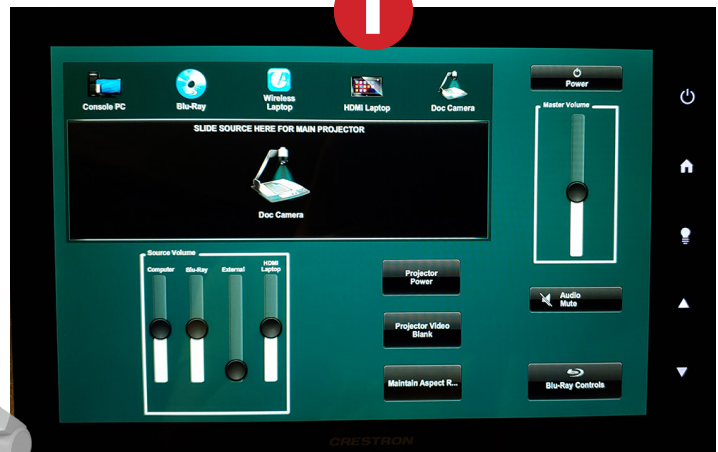 1
Console PC
Blu-Ray
Wireless
Laptop
HDMI Laptop
Doc Camera
Power
Master Volume
SLIDE SOURCE HERE FOR MAIN PROJECTOR
Doc Camera
Source Volume
Computer
Blu-Ray
External
HDMI
Laptop
Projector
Power
Audio
Mute
Projector Video
Blank
Maintain Aspect R...
Blu-Ray Controls
CRESTRON